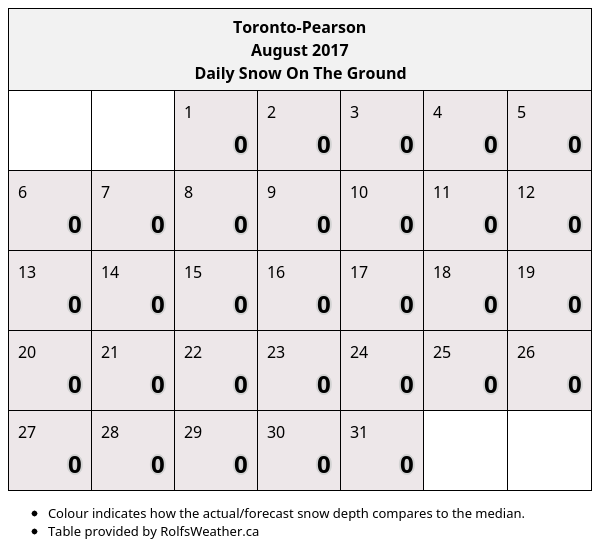 Toronto-Pearson
August 2017
Daily Snow On The Ground
1 2 3 4 5
0 0 0 0 0
6 7 8 9 10 11 12
0 0 0 0 0 0 0
13 14 15 16 17 18 19
0 0 0 0 0 0 0
20 21 22 23 24 25 26
0 0 0 0 0 0 0
27 28 29 30 31
0 0 0 0 0
• Colour indicates how the actual/forecast snow depth compares to the median.
• Table provided by RolfsWeather.ca